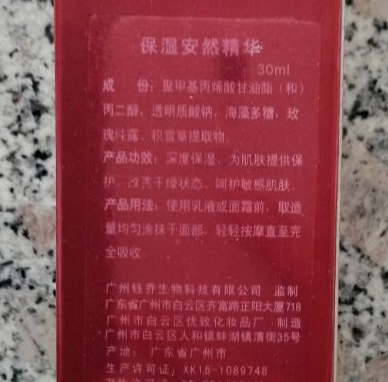 保湿安然精华
30ml
成 份：聚甲基丙烯酸甘油酯（和）
丙二醇，透明质酸钠，海藻多糖，玫
瑰纯露，积雪草提取物。
产品功效：深度保湿，为肌肤提供保
护，改善干燥状态，呵护敏感肌肤。
产品用法：使用乳液或面霜前，取适
量均匀涂抹于面部，轻轻按摩直至完
全吸收。
广州钰乔生物科技有限公司 监制
广东省广州市白云区齐富路正阳大厦718
广州市白云区优致化妆品厂 制造
广州市白云区人和镇蚌湖镇清街35号
产地：广东省广州市
生产许可证：XK16-1089748